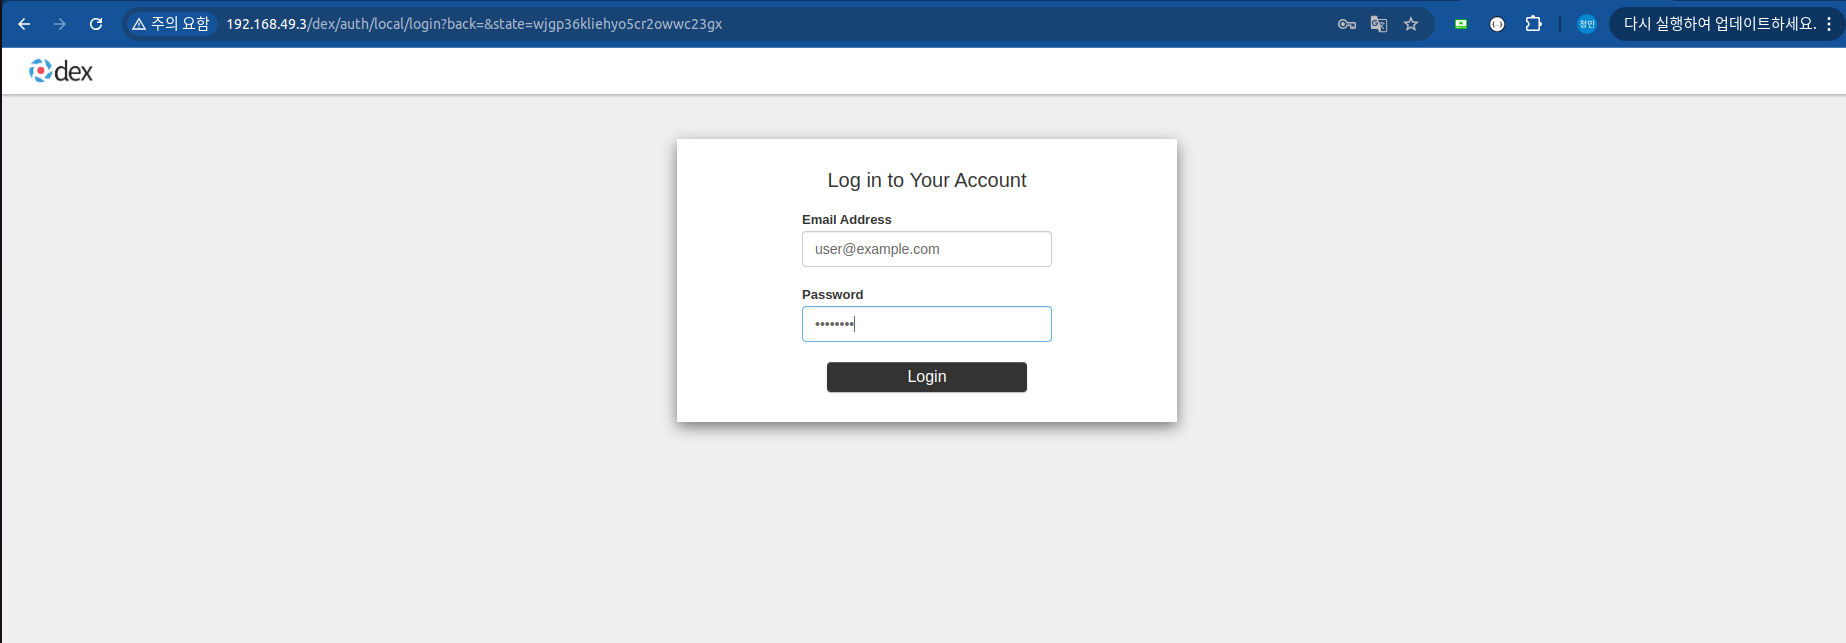 주의 요함 192.168.49.3/dex/auth/local/login?back=&state=wjgp36kliehyo5cr2owwc23gx 정민 다시 실행하여 업데이트하세요.
dex
Log in to Your Account
Email Address
user@example.com
Password
••••••••
Login